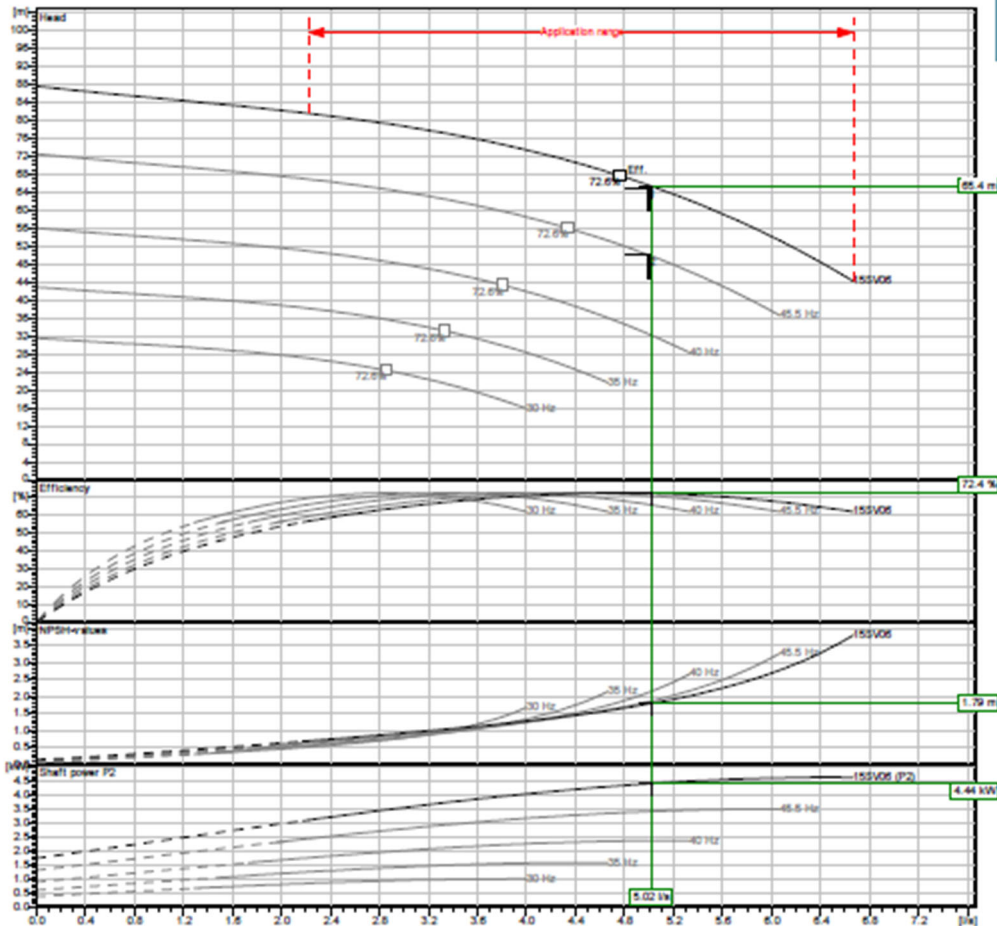 [m]
Head
Application range
100
96
92
88
84
80
76
72
68
64
60
56
52
48
44
40
36
32
28
24
20
16
12
8
4
0
Eff.
72.6%
72.6%
72.6%
72.6%
72.6%
65.4 m
15SV06
45.5 Hz
40 Hz
35 Hz
30 Hz
Efficiency
[%]
60
50
40
30
20
10
0
72.4 %
30 Hz
35 Hz
40 Hz
45.5 Hz
15SV06
[m]
NPSH-values
3.5
3.0
2.5
2.0
1.5
1.0
0.5
15SV06
45.5 Hz
40 Hz
35 Hz
30 Hz
1.79 m
[kW]
Shaft power P2
4.5
4.0
3.5
3.0
2.5
2.0
1.5
1.0
0.5
0.0
15SV06 (P2)
4.44 kW
45.5 Hz
40 Hz
35 Hz
30 Hz
5.02 l/s
0.0 0.4 0.8 1.2 1.6 2.0 2.4 2.8 3.2 3.6 4.0 4.4 4.8 5.2 5.6 6.0 6.4 6.8 7.2 [l/s]